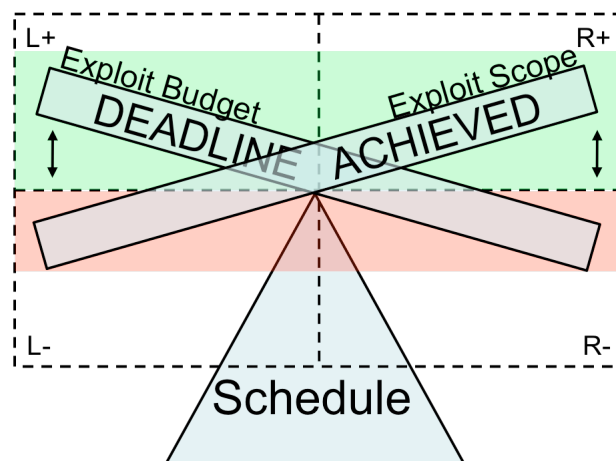 L+
R+
Exploit Budget
Exploit Scope
DEADLINE
ACHIEVED
L-
R-
Schedule